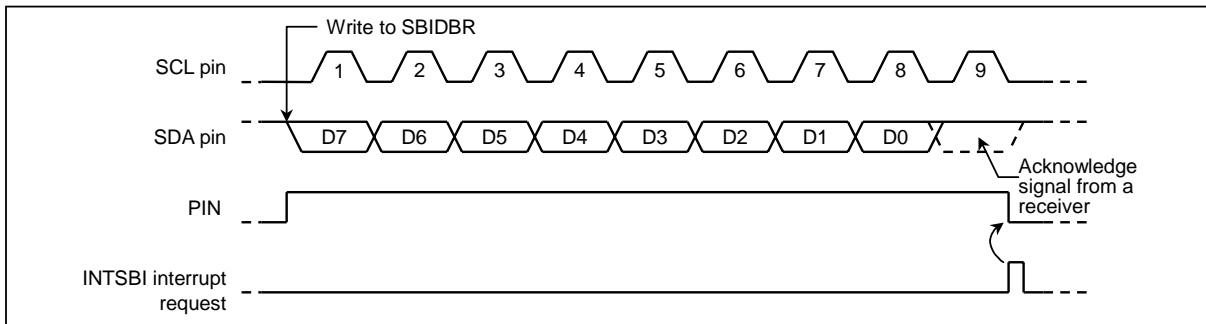 Write to SBIDBR
SCL pin
1 2 3 4 5 6 7 8 9
SDA pin
D7 D6 D5 D4 D3 D2 D1 D0
Acknowledge
signal from a
receiver
PIN
INTSBI interrupt
request